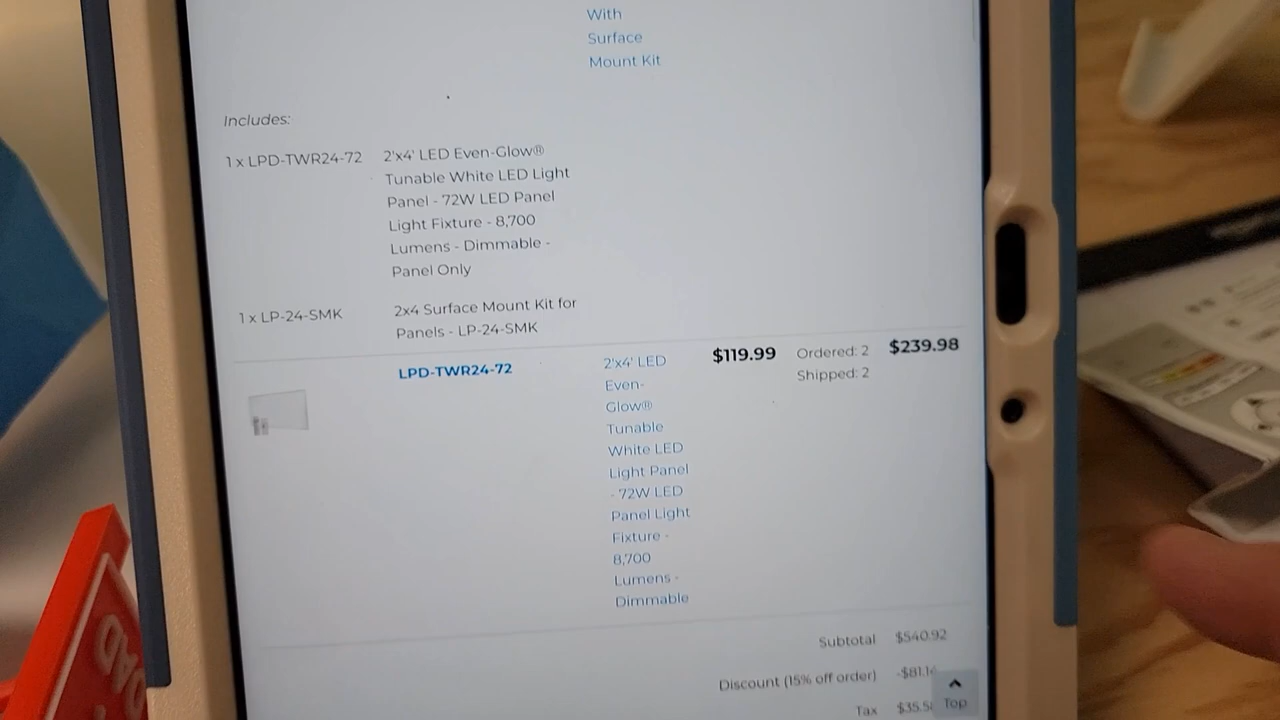 With
Surface
Mount Kit
Includes:
1 x LPD-TWR24-72
2'x4' LED Even-Glow®
Tunable White LED Light
Panel - 72W LED Panel
Light Fixture - 8,700
Lumens - Dimmable -
Panel Only
1 x LP-24-SMK
2x4 Surface Mount Kit for
Panels - LP-24-SMK
LPD-TWR24-72
2'x4' LED
Even-
Glow®
Tunable
White LED
Light Panel
- 72W LED
Panel Light
Fixture -
8,700
Lumens -
Dimmable
$119.99
Ordered: 2
Shipped: 2
$239.98
Subtotal $540.92
Discount (15% off order)
Tax
Top